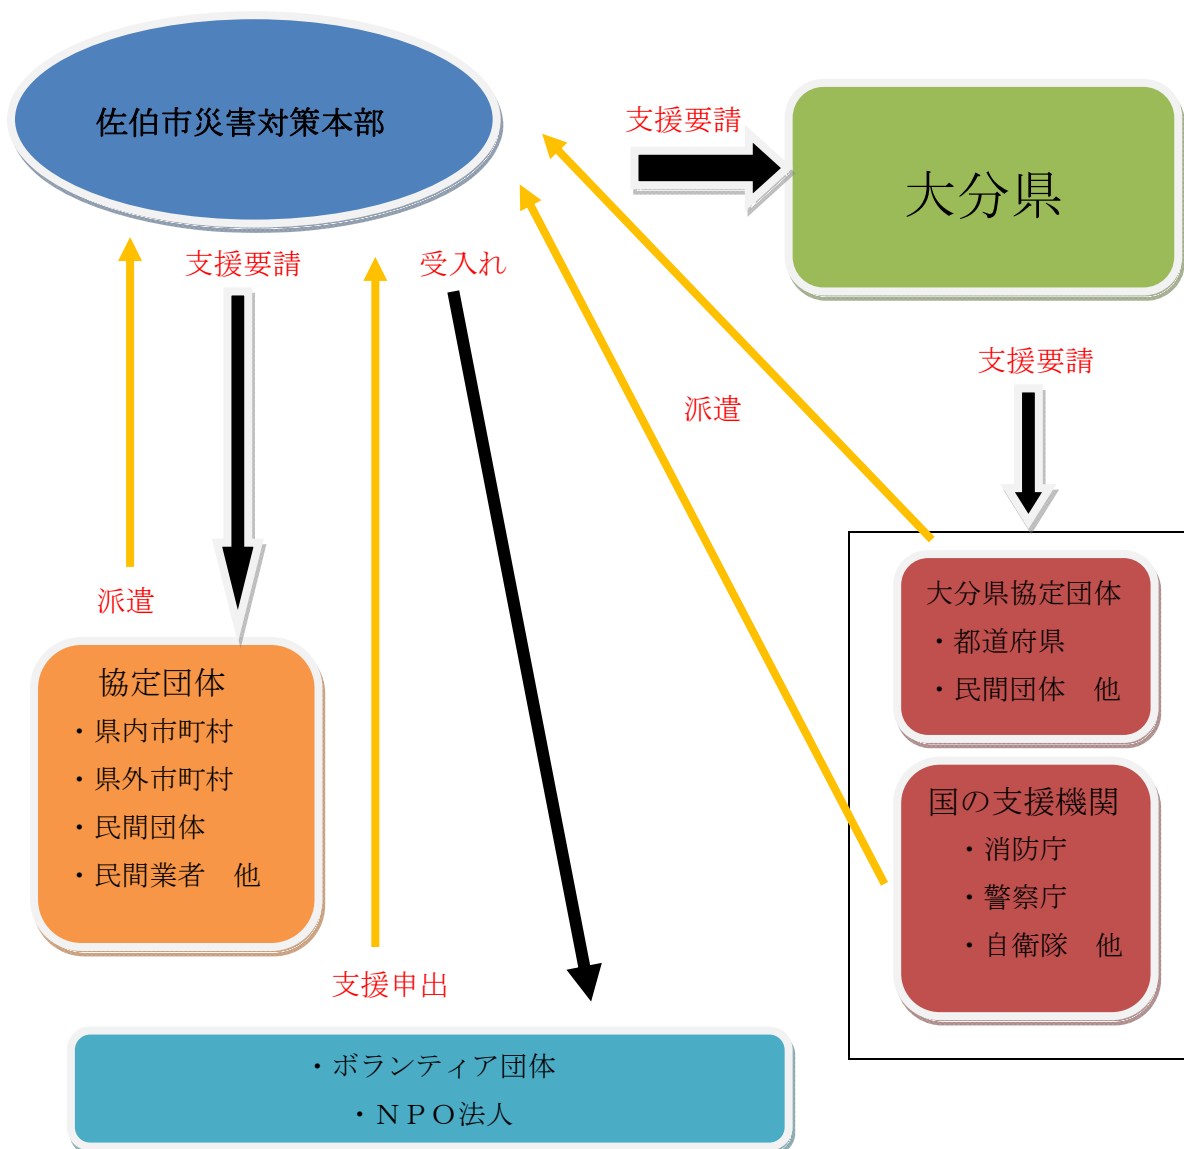 佐伯市災害対策本部
支援要請
大分県
支援要請
受入れ
支援要請
派遣
派遣
協定団体
・県内市町村
・県外市町村
・民間団体
・民間業者　他
大分県協定団体
・都道府県
・民間団体　他
国の支援機関
・消防庁
・警察庁
・自衛隊　他
支援申出
・ボランティア団体
・ＮＰＯ法人